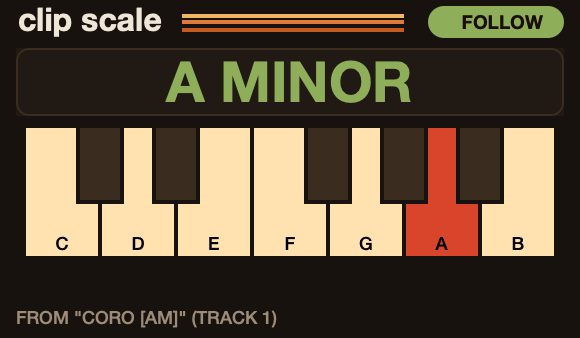 clip scale
FOLLOW
A MINOR
C D E F G A B
FROM "CORO [AM]" (TRACK 1)